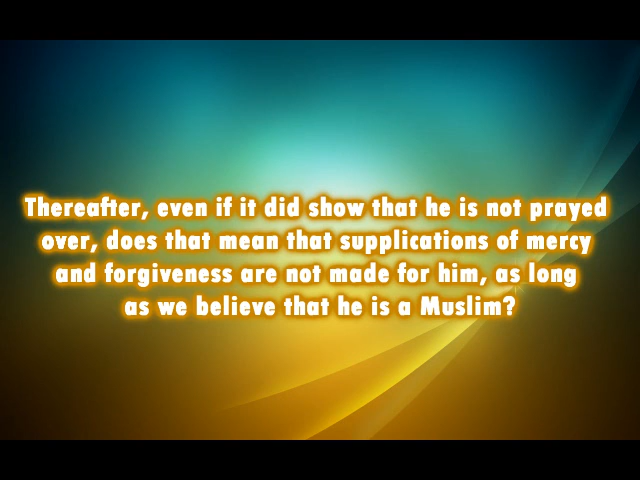 Thereafter, even if it did show that he is not prayed
over, does that mean that supplications of mercy
and forgiveness are not made for him, as long
as we believe that he is a Muslim?